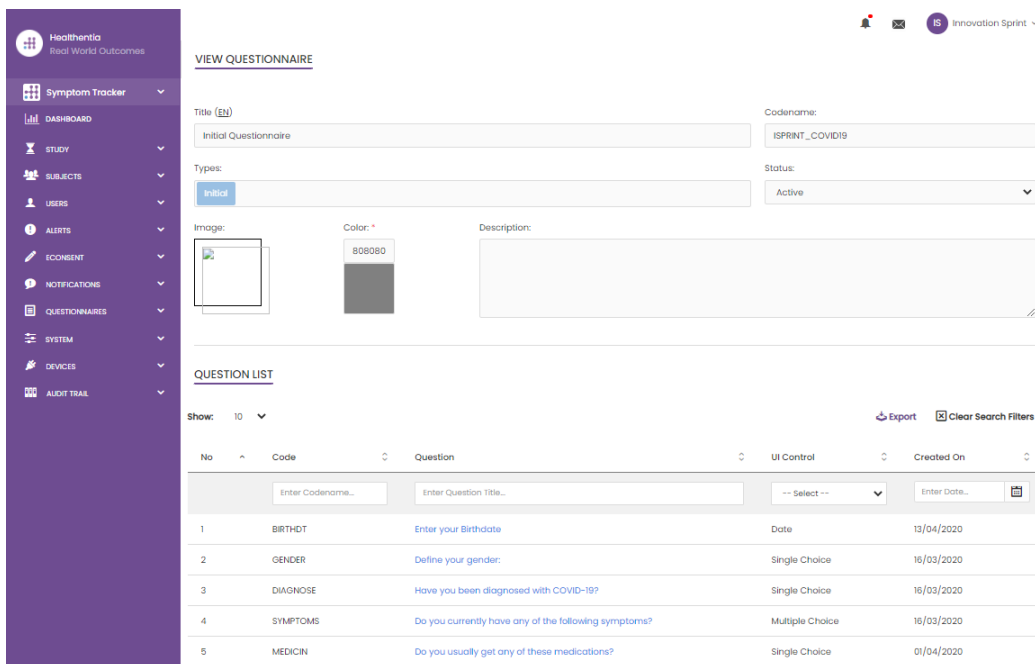 Healthentia
Real World Outcomes
IS Innovation Sprint
Symptom Tracker
DASHBOARD
STUDY
SUBJECTS
USERS
ALERTS
ECONSENT
NOTIFICATIONS
QUESTIONNAIRES
SYSTEM
DEVICES
AUDIT TRAIL
VIEW QUESTIONNAIRE
Title (EN) Codename:
Initial Questionnaire ISPRINT_COVID19
Types: Status:
Initial Active
Image: Color: * Description:
808080
QUESTION LIST
Show: 10 Export Clear Search Filters
No Code Question UI Control Created On
Enter Codename... Enter Question Title... -- Select -- Enter Date...
1 BIRTHDT Enter your Birthdate Date 13/04/2020
2 GENDER Define your gender: Single Choice 16/03/2020
3 DIAGNOSE Have you been diagnosed with COVID-19? Single Choice 16/03/2020
4 SYMPTOMS Do you currently have any of the following symptoms? Multiple Choice 16/03/2020
5 MEDICIN Do you usually get any of these medications? Single Choice 01/04/2020